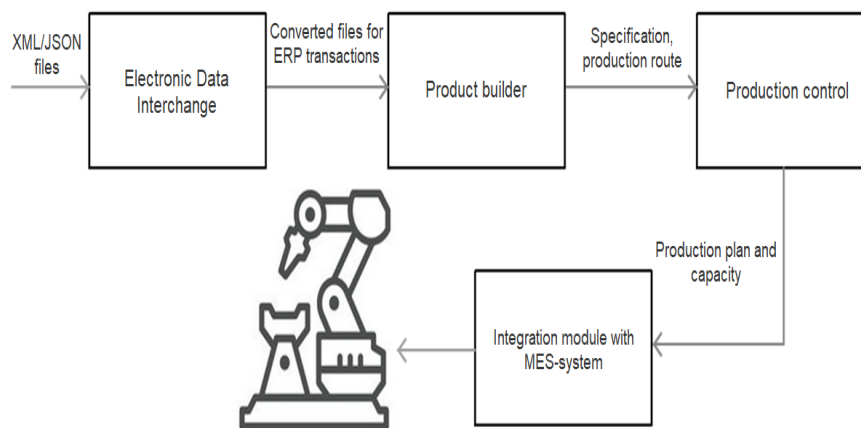 XML/JSON
files
Electronic Data
Interchange
Converted files for
ERP transactions
Product builder
Specification,
production route
Production control
Production plan and
capacity
Integration module with
MES-system